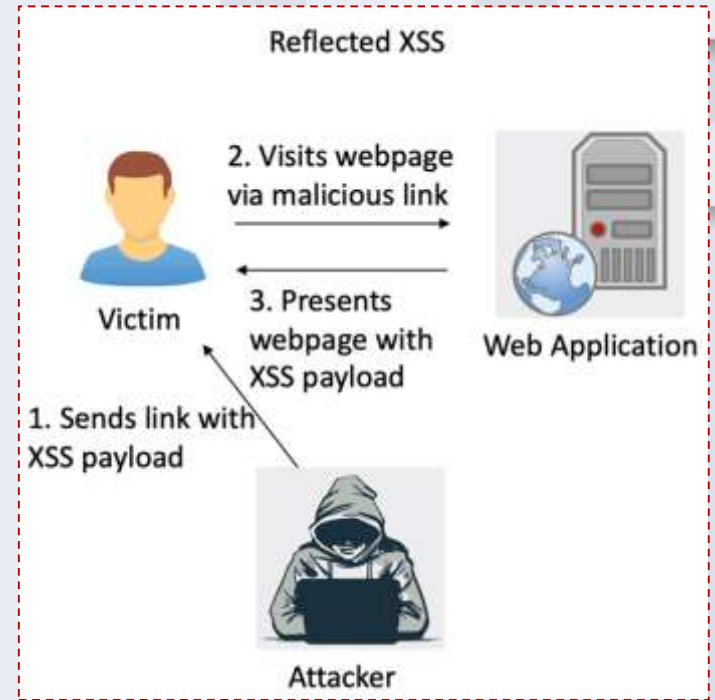 Reflected XSS
2. Visits webpage
via malicious link
Victim
3. Presents
webpage with
XSS payload
Web Application
1. Sends link with
XSS payload
Attacker